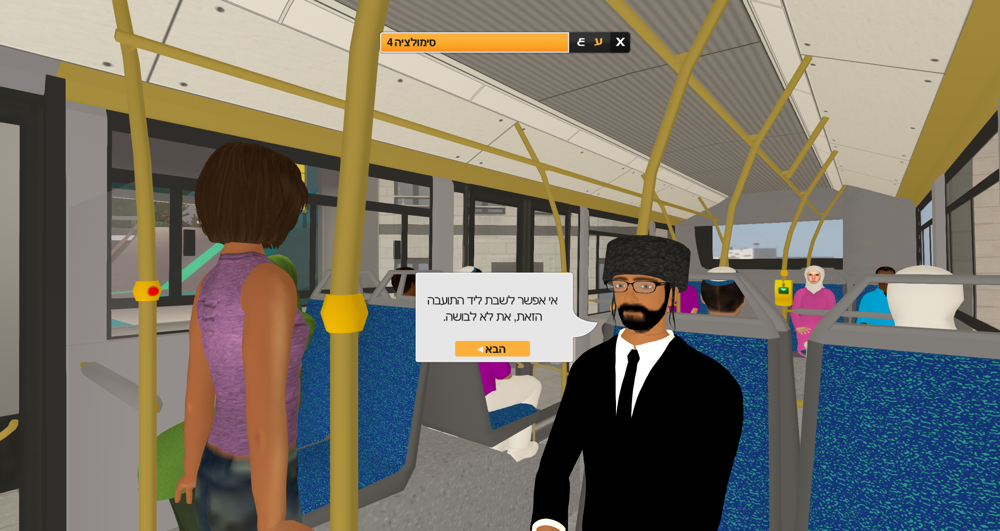 סימולציה 4
ع ע X
אי אפשר לשבת ליד התועבה
הזאת, את לא לבושה.
הבא